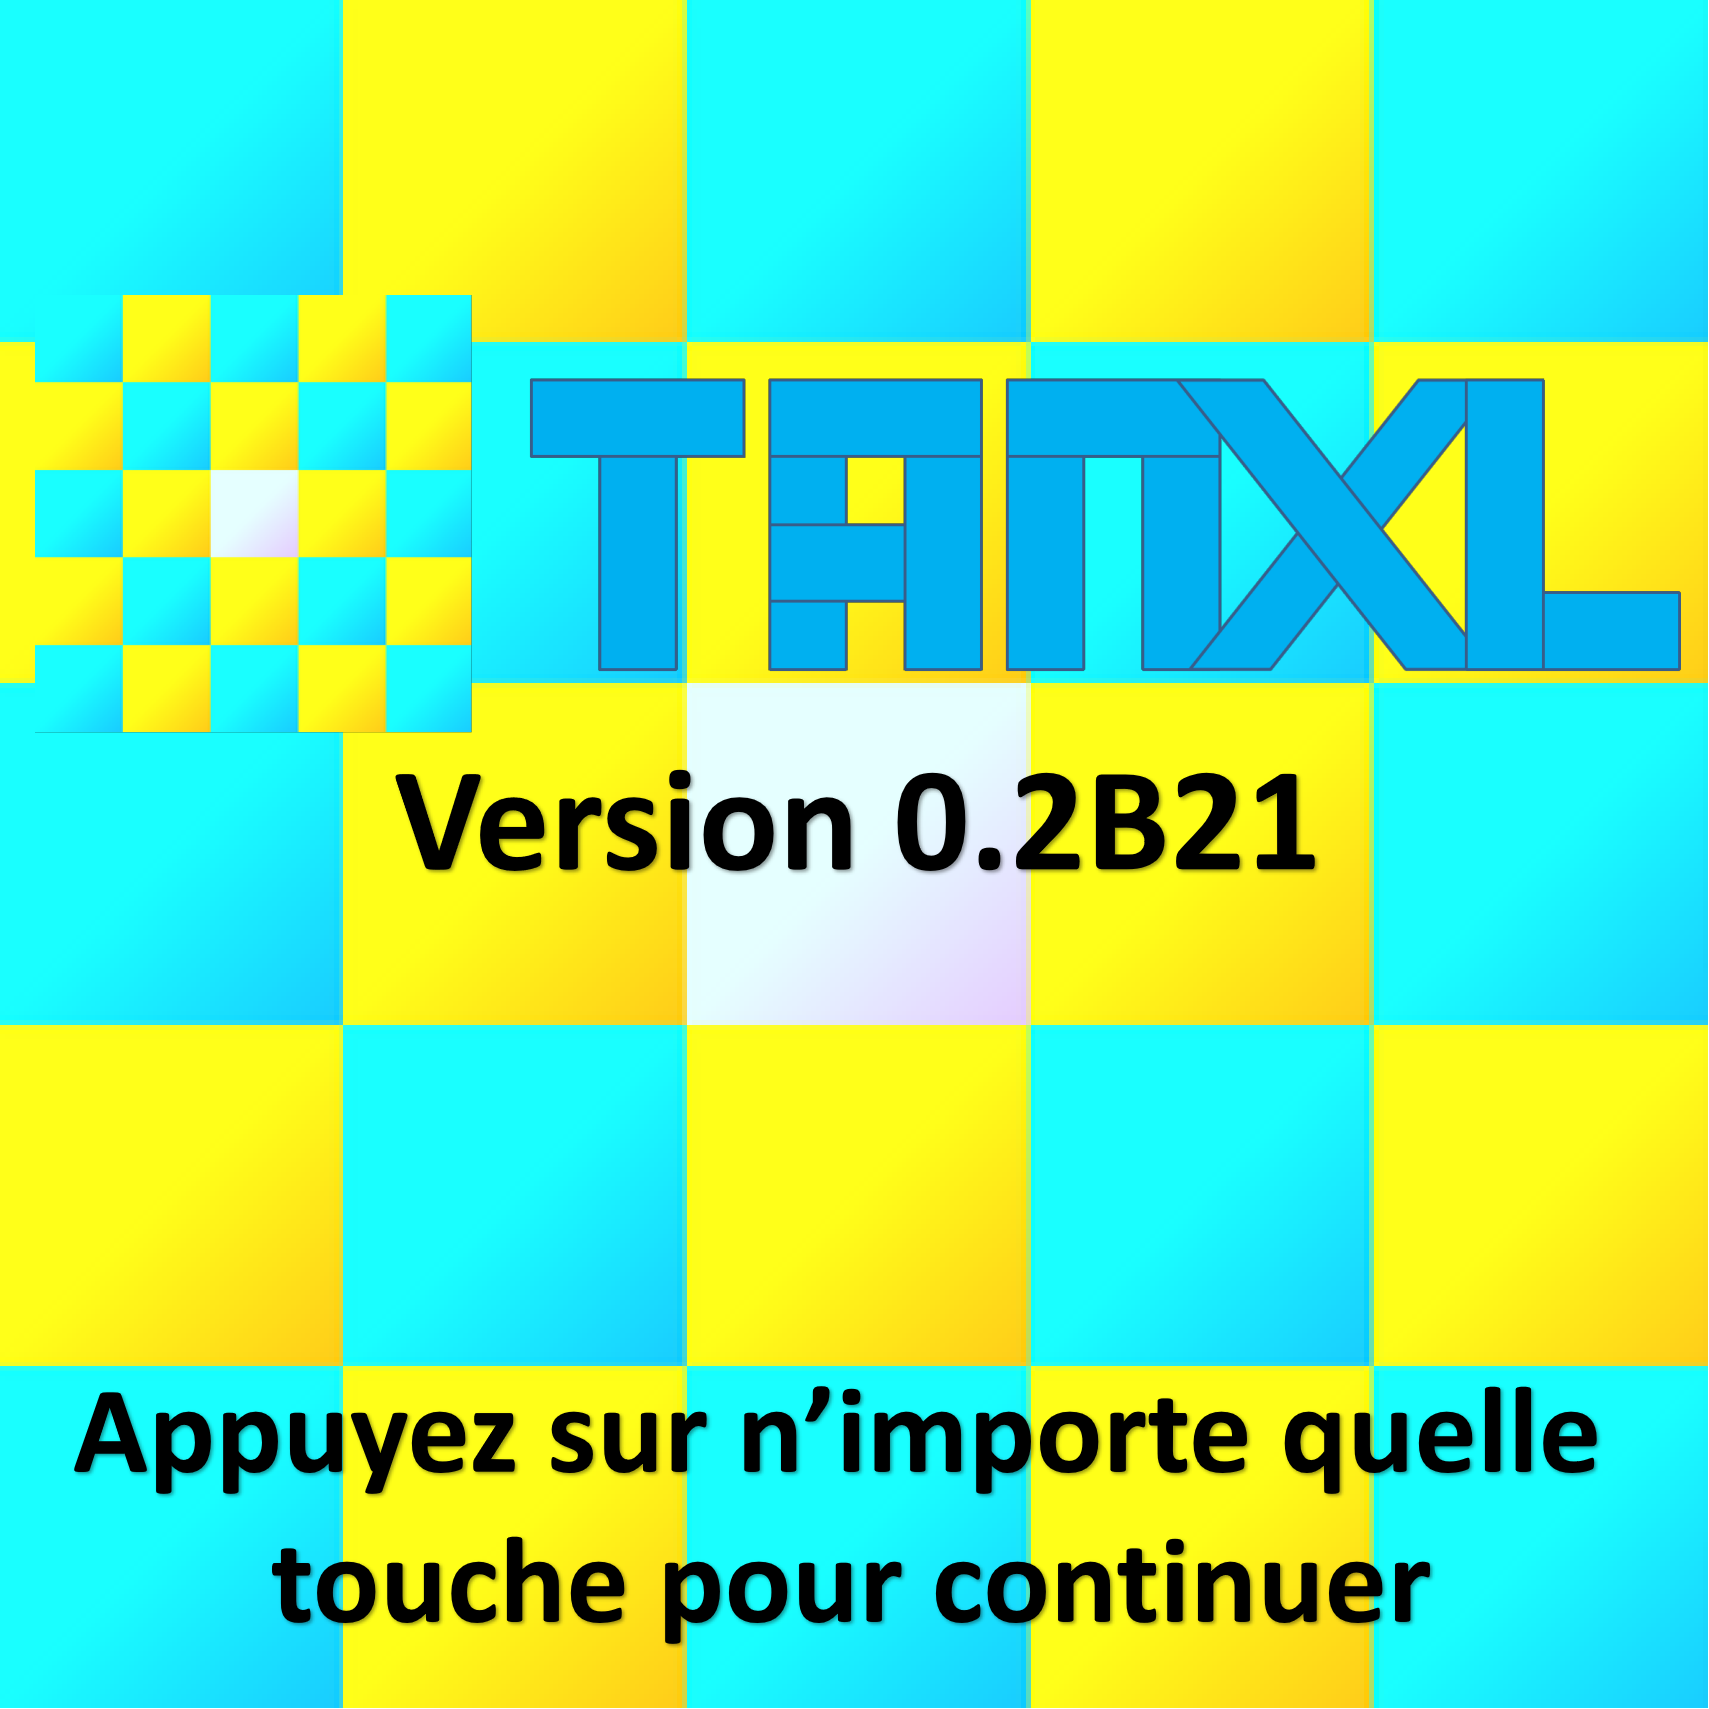 TANXL
Version 0.2B21
Appuyez sur n’importe quelle
touche pour continuer